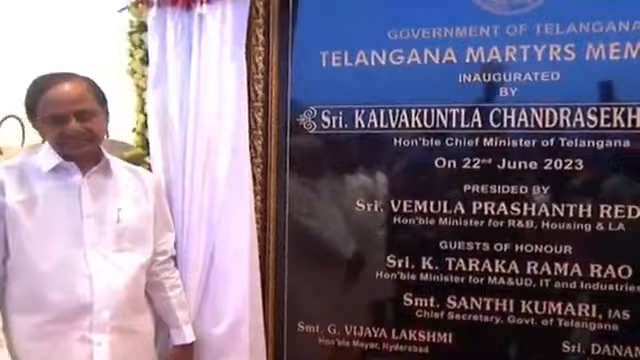 GOVERNMENT OF TELANGANA
TELANGANA MARTYRS MEM
INAUGURATED
BY
Sri. KALVAKUNTLA CHANDRASEKH
Hon'ble Chief Minister of Telangana
On 22nd June 2023
PRESIDED BY
Sri. VEMULA PRASHANTH RED
Hon'ble Minister for R&B, Housing & LA
GUESTS OF HONOUR
Sri. K. TARAKA RAMA RAO
Hon'ble Minister for MA&UD, IT and Industries
Smt. SANTHI KUMARI, IAS
Chief Secretary, Govt. of Telangana
Smt. G. VIJAYA LAKSHMI
Hon'ble Mayor, Hyderabad
Sri. DANAM